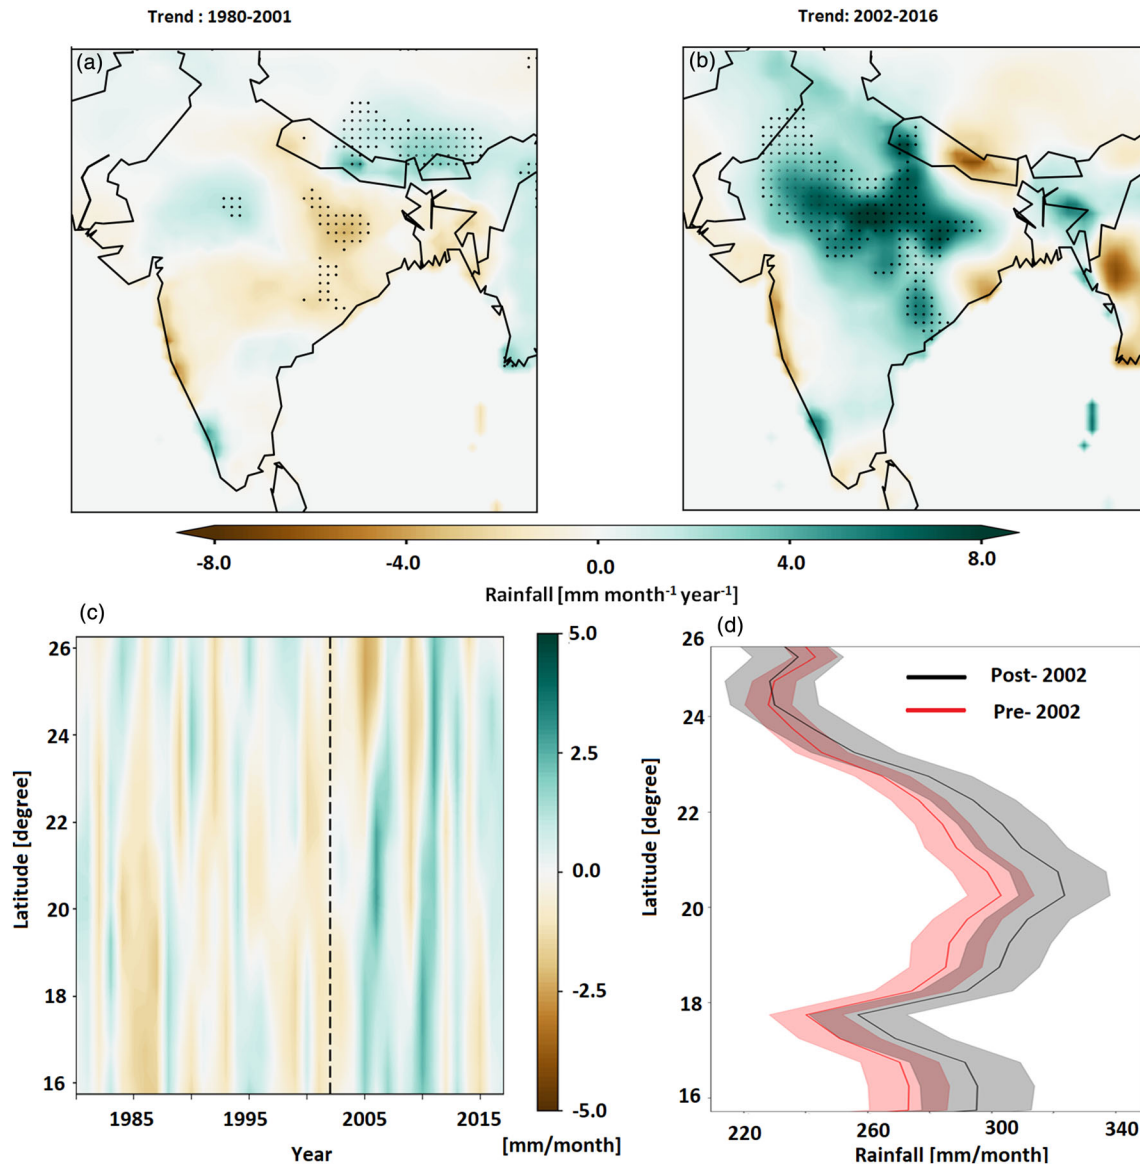 Trend : 1980-2001
Trend: 2002-2016
(a)
(b)
-8.0
-4.0
0.0
4.0
8.0
Rainfall [mm month-1 year-1]
(c)
(d)
26
24
22
20
18
16
Latitude [degree]
1985
1995
2005
2015
Year
5.0
2.5
0.0
-2.5
-5.0
[mm/month]
26
24
22
20
18
16
Latitude [degree]
Post- 2002
Pre- 2002
220
260
300
340
Rainfall [mm/month]